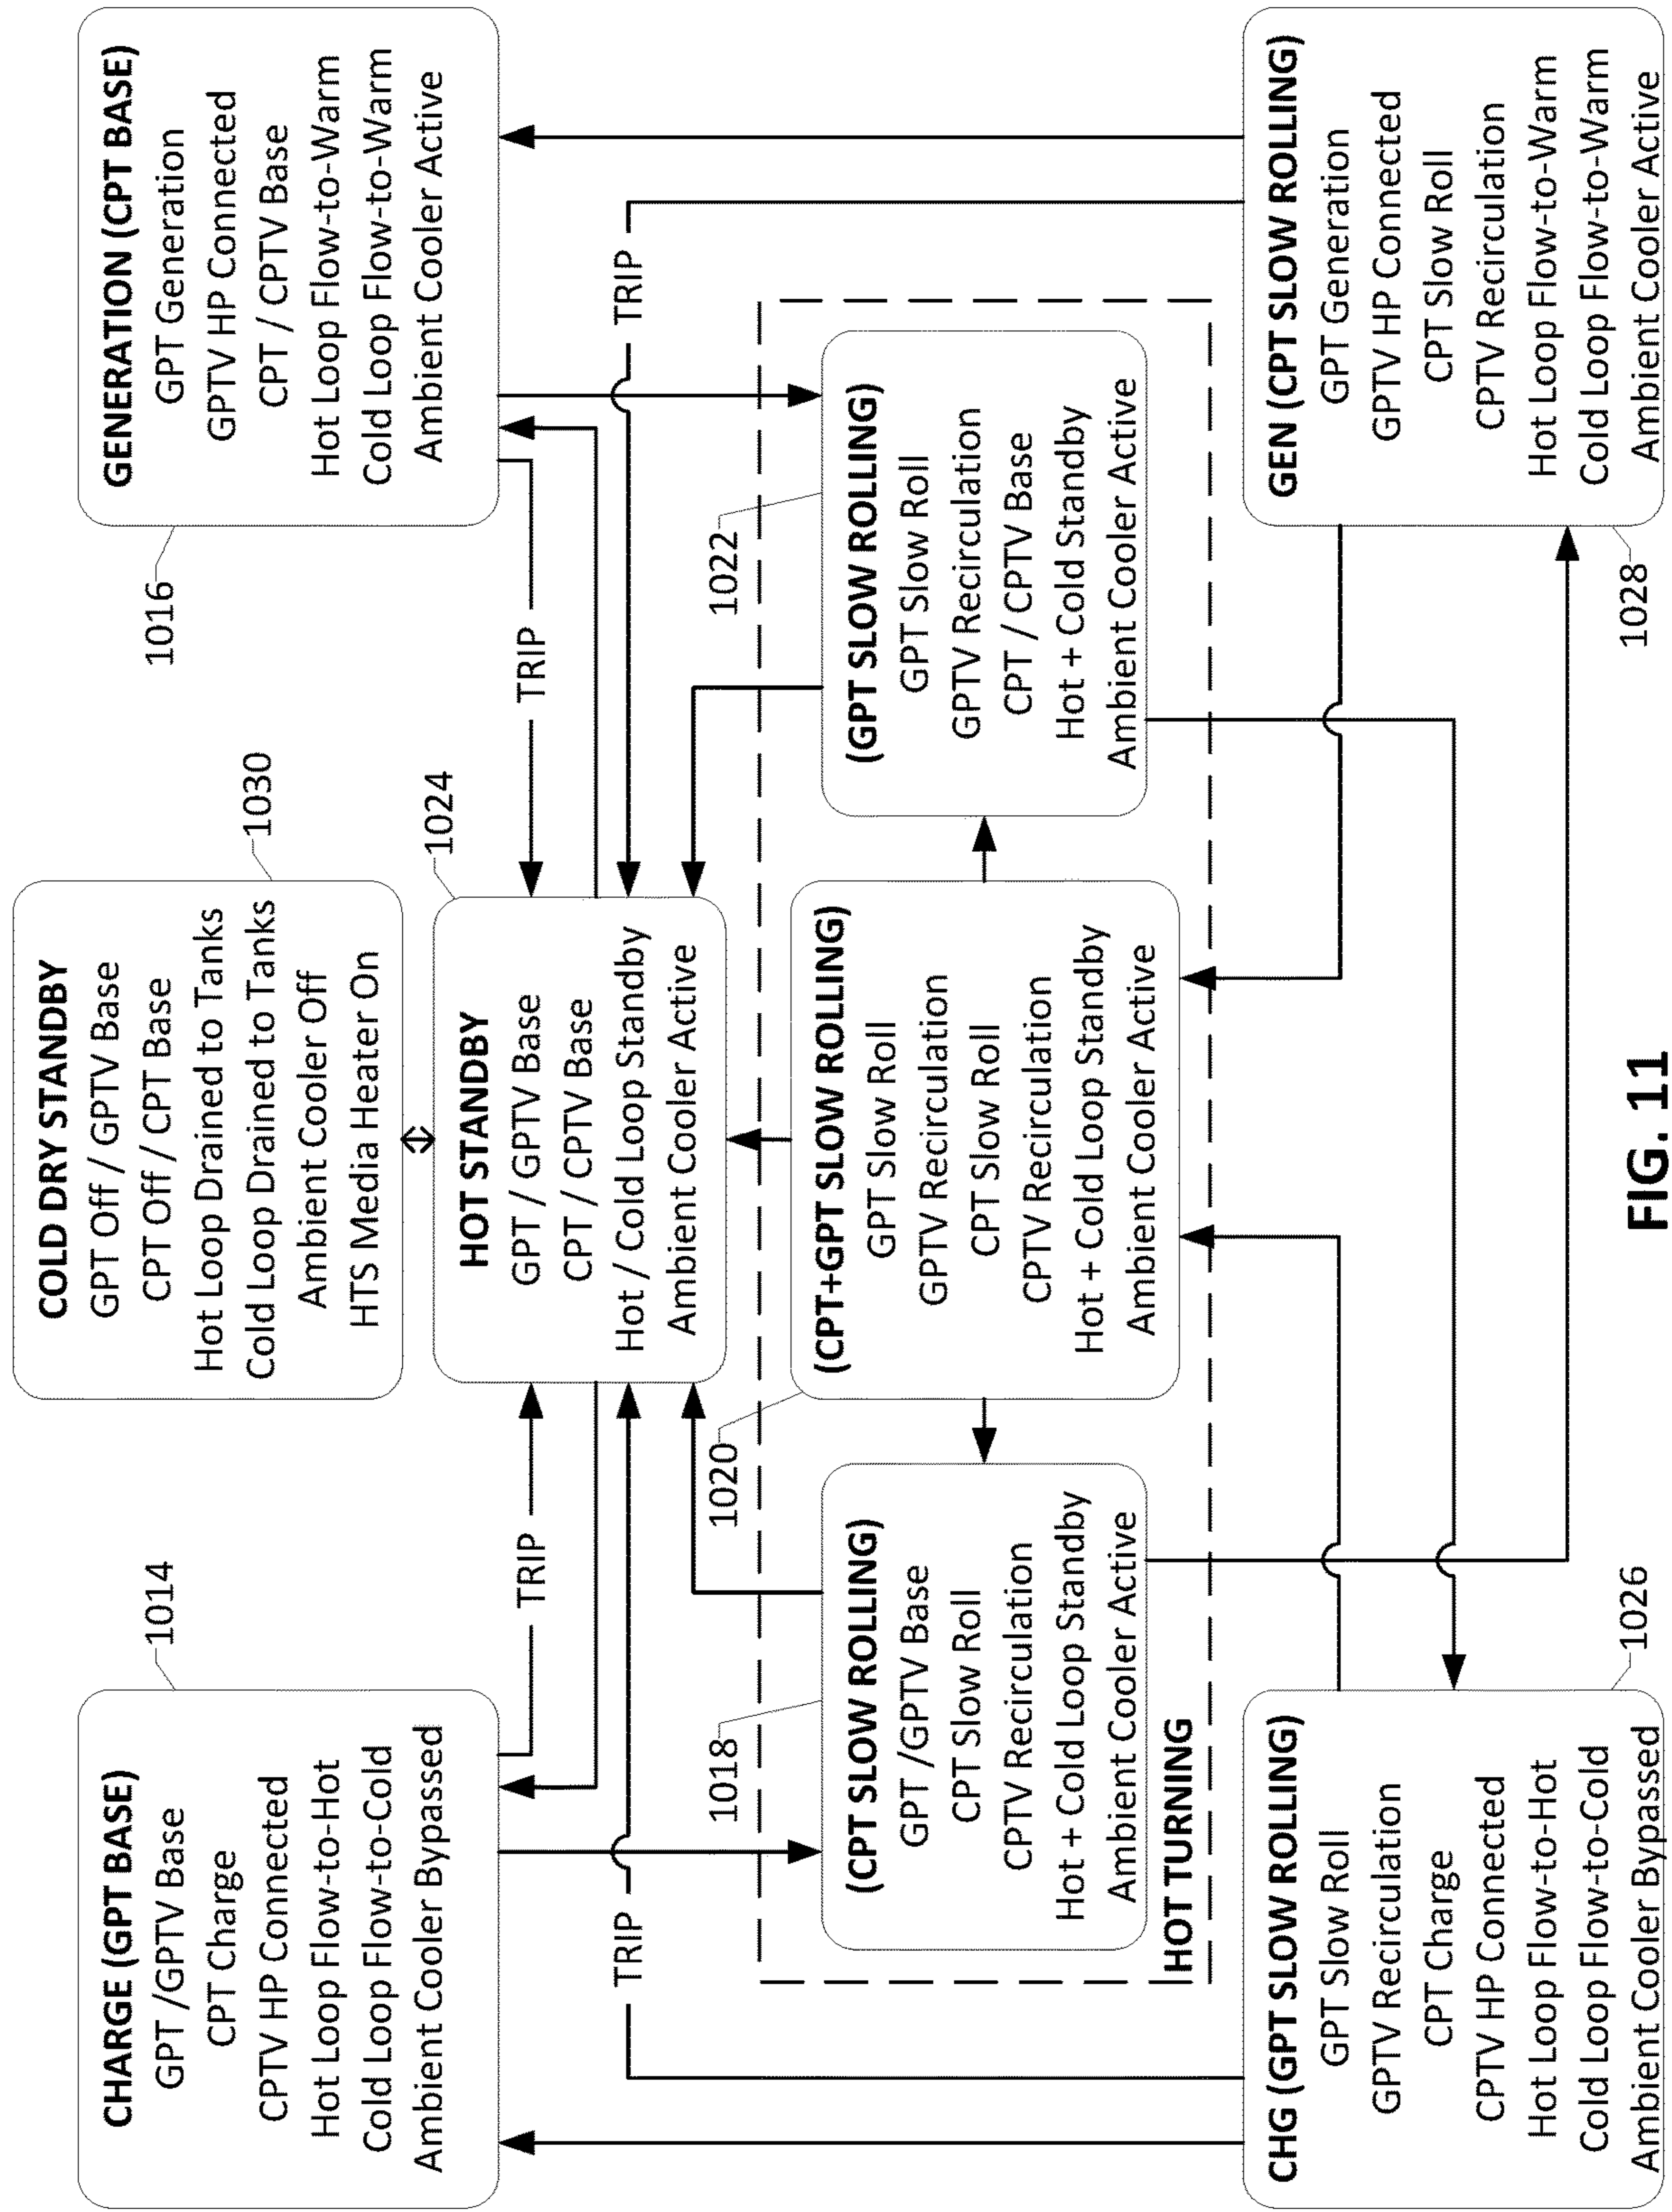 COLD DRY STANDBY
GPT Off / GPTV Base
CPT Off / CPT Base
Hot Loop Drained to Tanks
Cold Loop Drained to Tanks
Ambient Cooler Off
HTS Media Heater On
1030
CHARGE (GPT BASE)
GPT /GPTV Base
CPT Charge
CPTV HP Connected
Hot Loop Flow-to-Hot
Cold Loop Flow-to-Cold
Ambient Cooler Bypassed
1014
GENERATION (CPT BASE)
GPT Generation
GPTV HP Connected
CPT / CPTV Base
Hot Loop Flow-to-Warm
Cold Loop Flow-to-Warm
Ambient Cooler Active
1016
HOT STANDBY
GPT / GPTV Base
CPT / CPTV Base
Hot / Cold Loop Standby
Ambient Cooler Active
1024
TRIP
TRIP
TRIP
TRIP
(CPT SLOW ROLLING)
GPT /GPTV Base
CPT Slow Roll
CPTV Recirculation
Hot + Cold Loop Standby
Ambient Cooler Active
1018
(CPT+GPT SLOW ROLLING)
GPT Slow Roll
GPTV Recirculation
CPT Slow Roll
CPTV Recirculation
Hot + Cold Loop Standby
Ambient Cooler Active
1020
(GPT SLOW ROLLING)
GPT Slow Roll
GPTV Recirculation
CPT / CPTV Base
Hot + Cold Standby
Ambient Cooler Active
1022
HOT TURNING
CHG (GPT SLOW ROLLING)
GPT Slow Roll
GPTV Recirculation
CPT Charge
CPTV HP Connected
Hot Loop Flow-to-Hot
Cold Loop Flow-to-Cold
Ambient Cooler Bypassed
1026
GEN (CPT SLOW ROLLING)
GPT Generation
GPTV HP Connected
CPT Slow Roll
CPTV Recirculation
Hot Loop Flow-to-Warm
Cold Loop Flow-to-Warm
Ambient Cooler Active
1028
FIG. 11